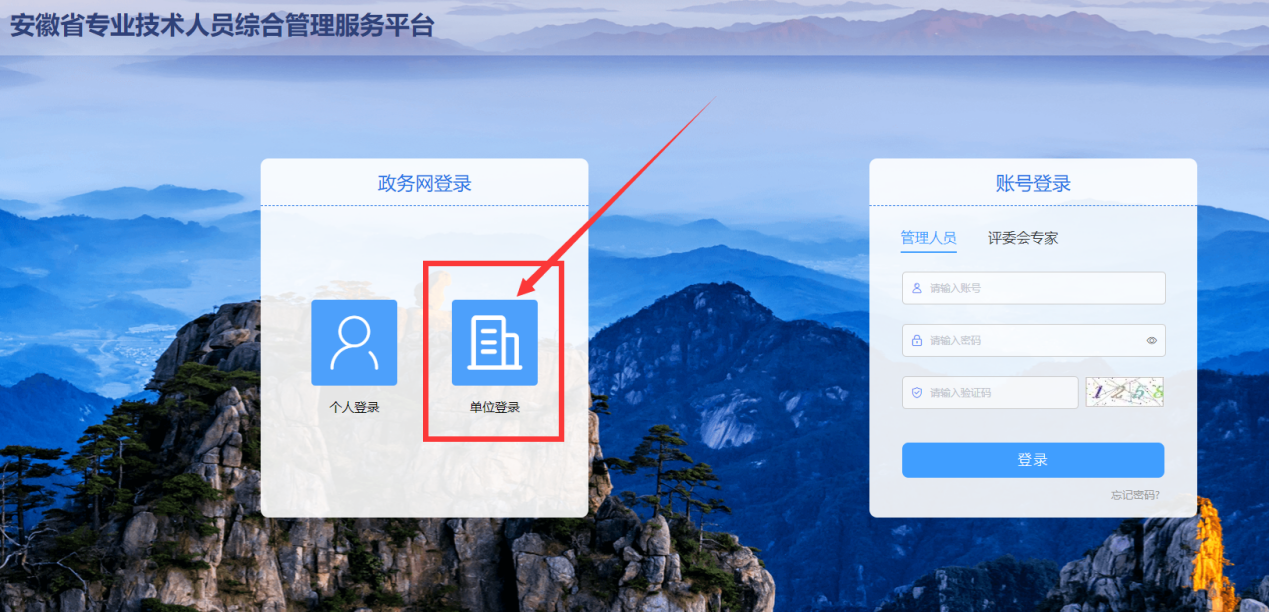 安徽省专业技术人员综合管理服务平台
政务网登录
个人登录
单位登录
账号登录
管理人员 评委会专家
请输入账号
请输入密码
请输入验证码
1256
登录
忘记密码?